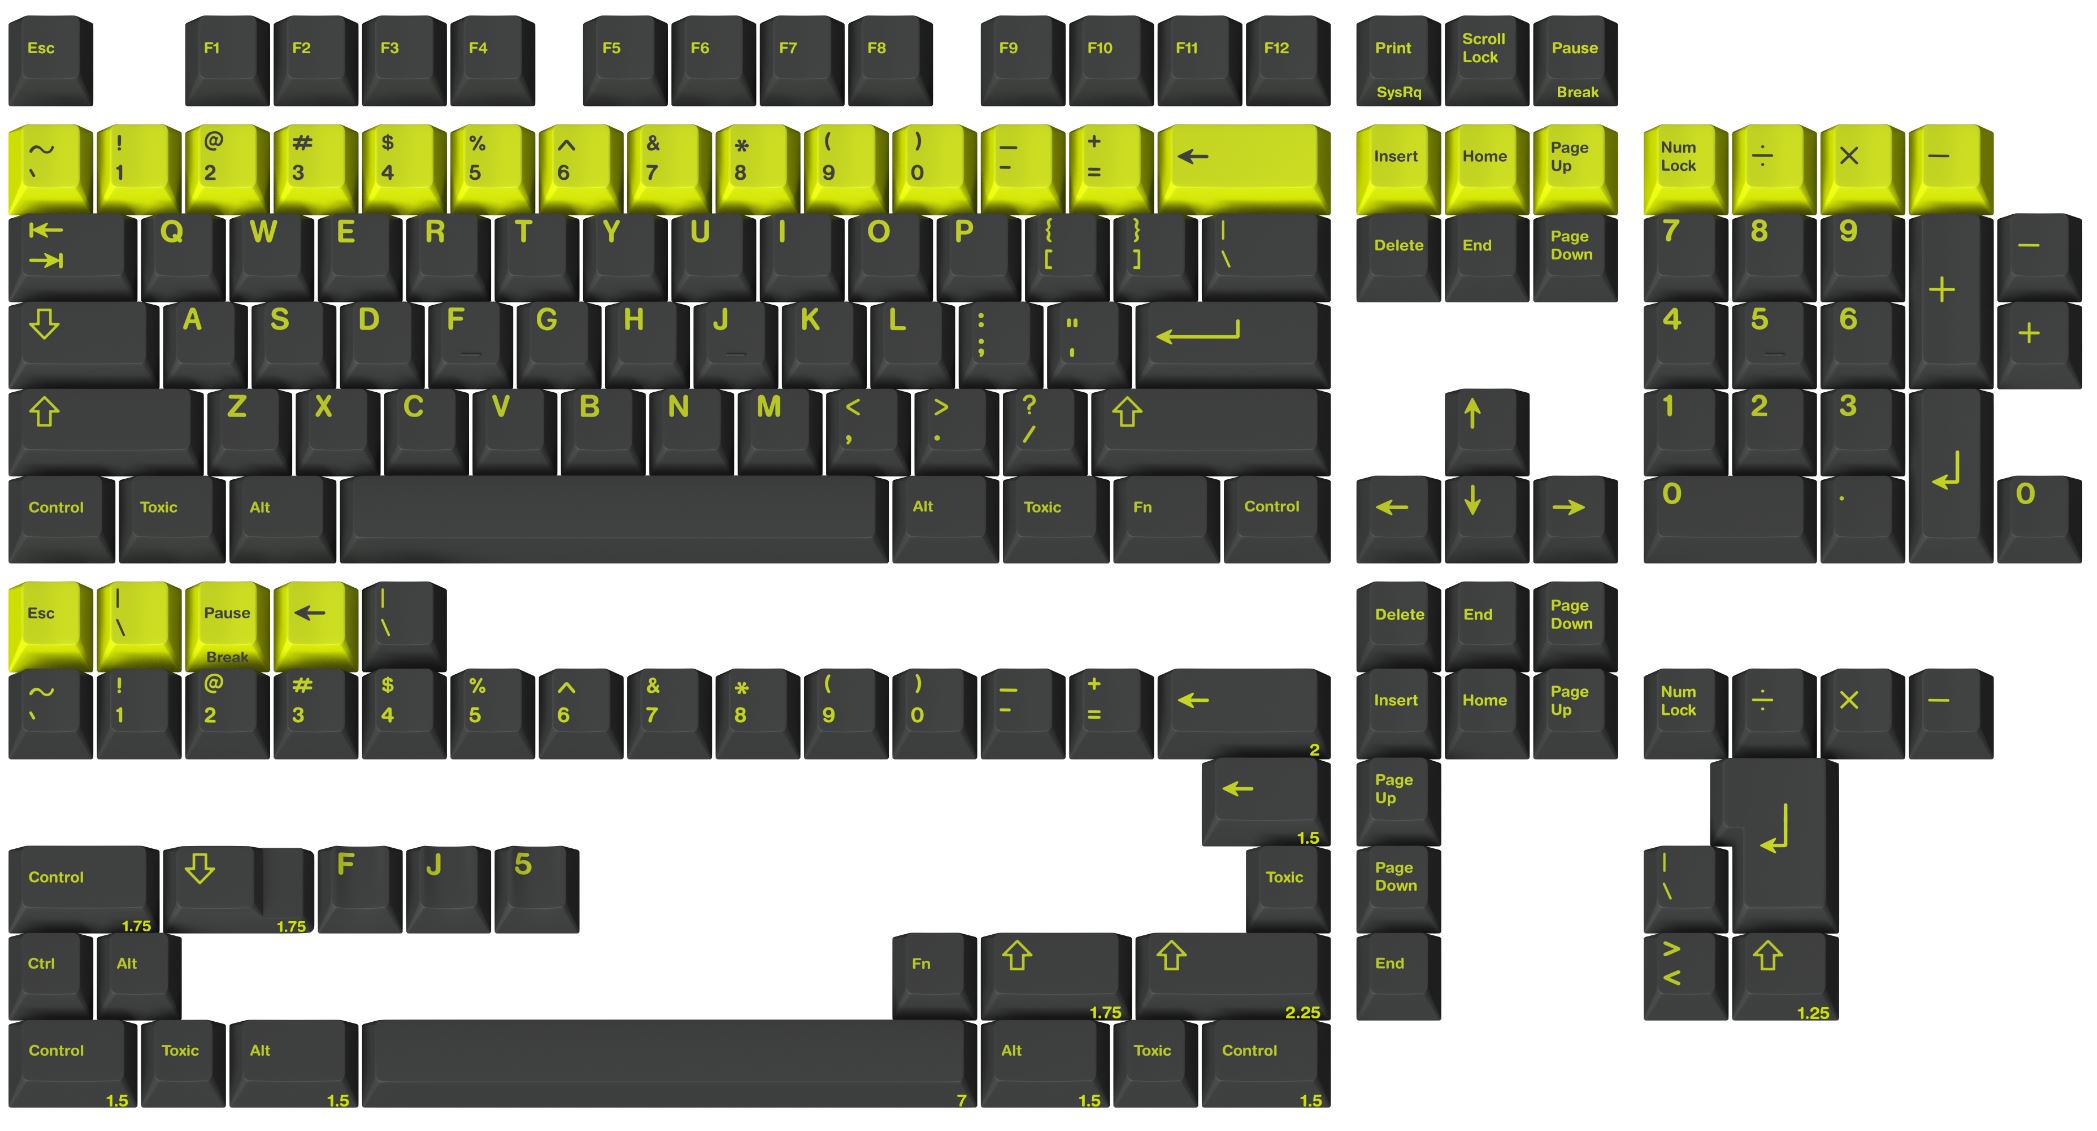 Esc F1 F2 F3 F4 F5 F6 F7 F8 F9 F10 F11 F12 Print Scroll Pause
Lock
SysRq Break
~ ! @ # $ % ^ & * ( ) — + ← Insert Home Page Num ÷ × −
` 1 2 3 4 5 6 7 8 9 0 - = Up Lock
⇤ Q W E R T Y U I O P { } | Delete End Page 7 8 9 + −
⇥ [ ] \ Down
⇩ A S D F G H J K L : " ↵ 4 5 6 +
; '
⇧ Z X C V B N M < > ? ⇧ ↑ 1 2 3 ↵
, . /
Control Toxic Alt Alt Toxic Fn Control ← ↓ → 0 . 0
Esc | Pause ← | Delete End Page
\ Break \ Down
~ ! @ # $ % ^ & * ( ) — + ← Insert Home Page Num ÷ × −
` 1 2 3 4 5 6 7 8 9 0 - = 2 Up Lock
← Page ↵
1.5 Up
Control ⇩ F J 5 Toxic Page |
1.75 1.75 Down \
Ctrl Alt Fn ⇧ ⇧ End > ⇧
1.75 2.25 < 1.25
Control Toxic Alt Alt Toxic Control
1.5 1.5 7 1.5 1.5